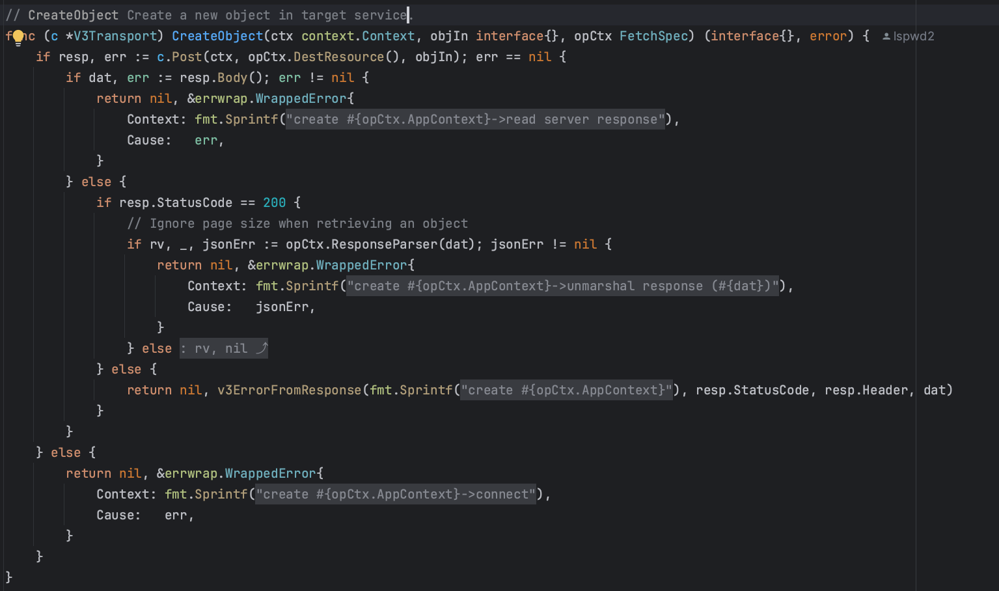 // CreateObject Create a new object in target service.
func (c *V3Transport) CreateObject(ctx context.Context, objIn interface{}, opCtx FetchSpec) (interface{}, error) { lspwd2
    if resp, err := c.Post(ctx, opCtx.DestResource(), objIn); err == nil {
        if dat, err := resp.Body(); err != nil {
            return nil, &errwrap.WrappedError{
                Context: fmt.Sprintf("create #{opCtx.AppContext}->read server response"),
                Cause:   err,
            }
        } else {
            if resp.StatusCode == 200 {
                // Ignore page size when retrieving an object
                if rv, _, jsonErr := opCtx.ResponseParser(dat); jsonErr != nil {
                    return nil, &errwrap.WrappedError{
                        Context: fmt.Sprintf("create #{opCtx.AppContext}->unmarshal response (#{dat})"),
                        Cause:   jsonErr,
                    }
                } else : rv, nil ⤴
            } else {
                return nil, v3ErrorFromResponse(fmt.Sprintf("create #{opCtx.AppContext}"), resp.StatusCode, resp.Header, dat)
            }
        }
    } else {
        return nil, &errwrap.WrappedError{
            Context: fmt.Sprintf("create #{opCtx.AppContext}->connect"),
            Cause:   err,
        }
    }
}